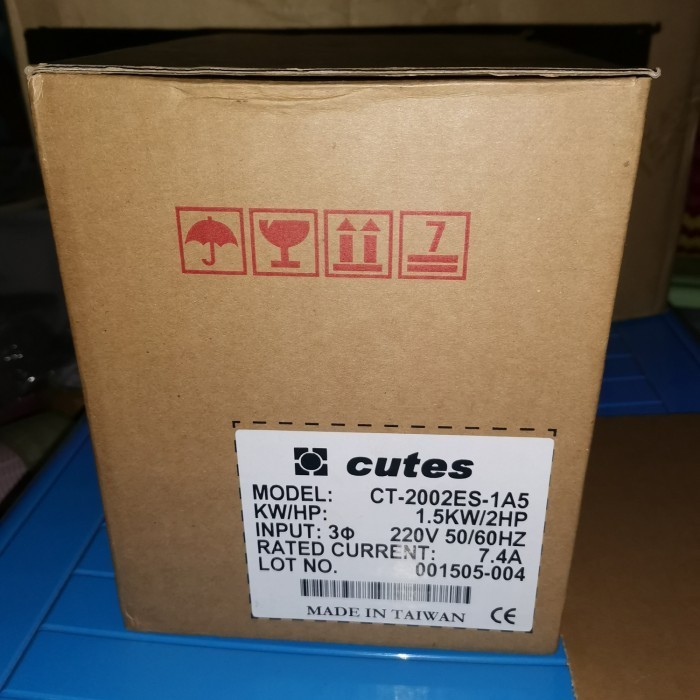 7
cutes
MODEL: CT-2002ES-1A5
KW/HP: 1.5KW/2HP
INPUT: 3Φ 220V 50/60HZ
RATED CURRENT: 7.4A
LOT NO. 001505-004
MADE IN TAIWAN CE